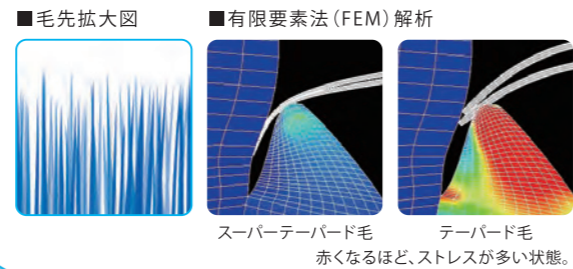 ■毛先拡大図
■有限要素法(FEM)解析
スーパーテーパード毛
テーパード毛
赤くなるほど、ストレスが多い状態。